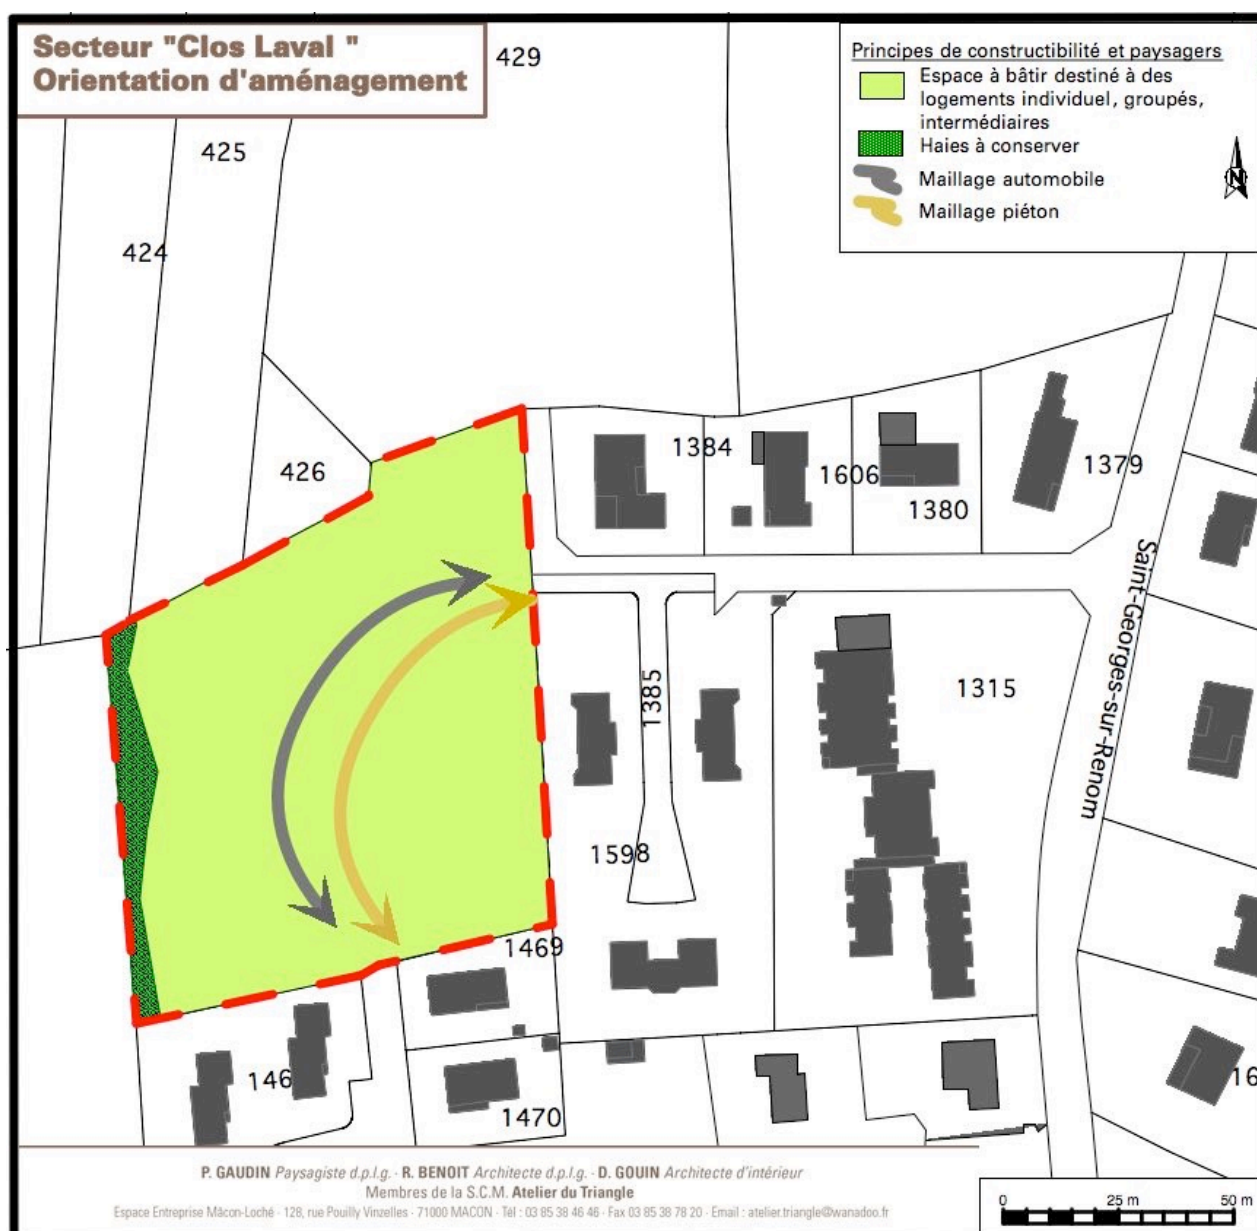 Secteur "Clos Laval "
Orientation d'aménagement
429
Principes de constructibilité et paysagers
Espace à bâtir destiné à des
logements individuel, groupés,
intermédiaires
Haies à conserver
Maillage automobile
Maillage piéton
N
425
424
426
1384
1606
1380
1379
Saint-Georges-sur-Renom
1385
1315
1598
1469
146
1470
16
P. GAUDIN Paysagiste d.p.l.g. - R. BENOIT Architecte d.p.l.g. - D. GOUIN Architecte d'intérieur
Membres de la S.C.M. Atelier du Triangle
Espace Entreprise Mâcon-Loché - 128, rue Pouilly Vinzelles - 71000 MACON - Tél : 03 85 38 46 46 - Fax 03 85 38 78 20 - Email : atelier.triangle@wanadoo.fr
0 25 m 50 m